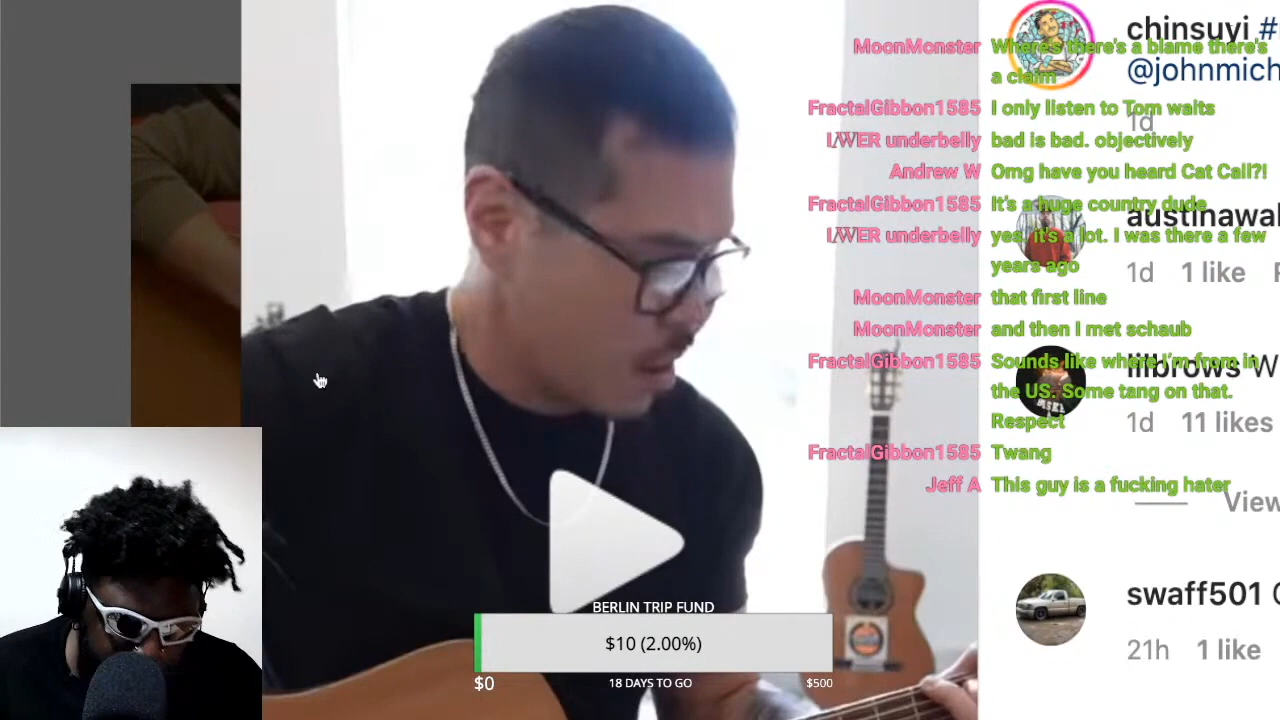 chinsuyi #
@johnmich
1d
MoonMonster Where's there's a blame there's
a claim
FractalGibbon1585 I only listen to Tom waits
I/WER underbelly bad is bad. objectively
Andrew W Omg have you heard Cat Call?!
FractalGibbon1585 It's a huge country dude
I/WER underbelly yes, it's a lot. I was there a few
years ago
MoonMonster that first line
MoonMonster and then I met schaub
FractalGibbon1585 Sounds like where I'm from in
the US. Some tang on that.
Respect
FractalGibbon1585 Twang
Jeff A This guy is a fucking hater
austinawal
1d 1 like
lilbrows W
1d 11 likes
View
swaff501
21h 1 like
BERLIN TRIP FUND
$10 (2.00%)
$0 18 DAYS TO GO $500